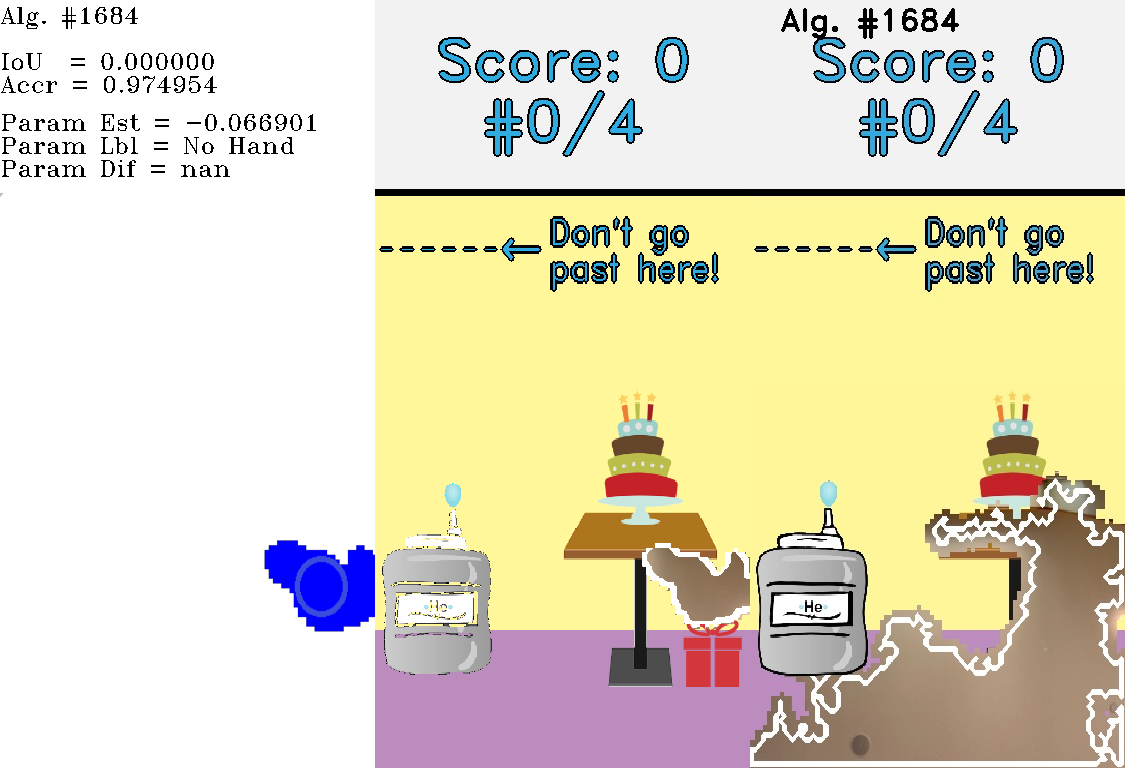 Alg. #1684
IoU = 0.000000
Accr = 0.974954
Param Est = -0.066901
Param Lbl = No Hand
Param Dif = nan
Score: 0
#0/4
Don't go
past here!
He
Alg. #1684
Score: 0
#0/4
Don't go
past here!
He